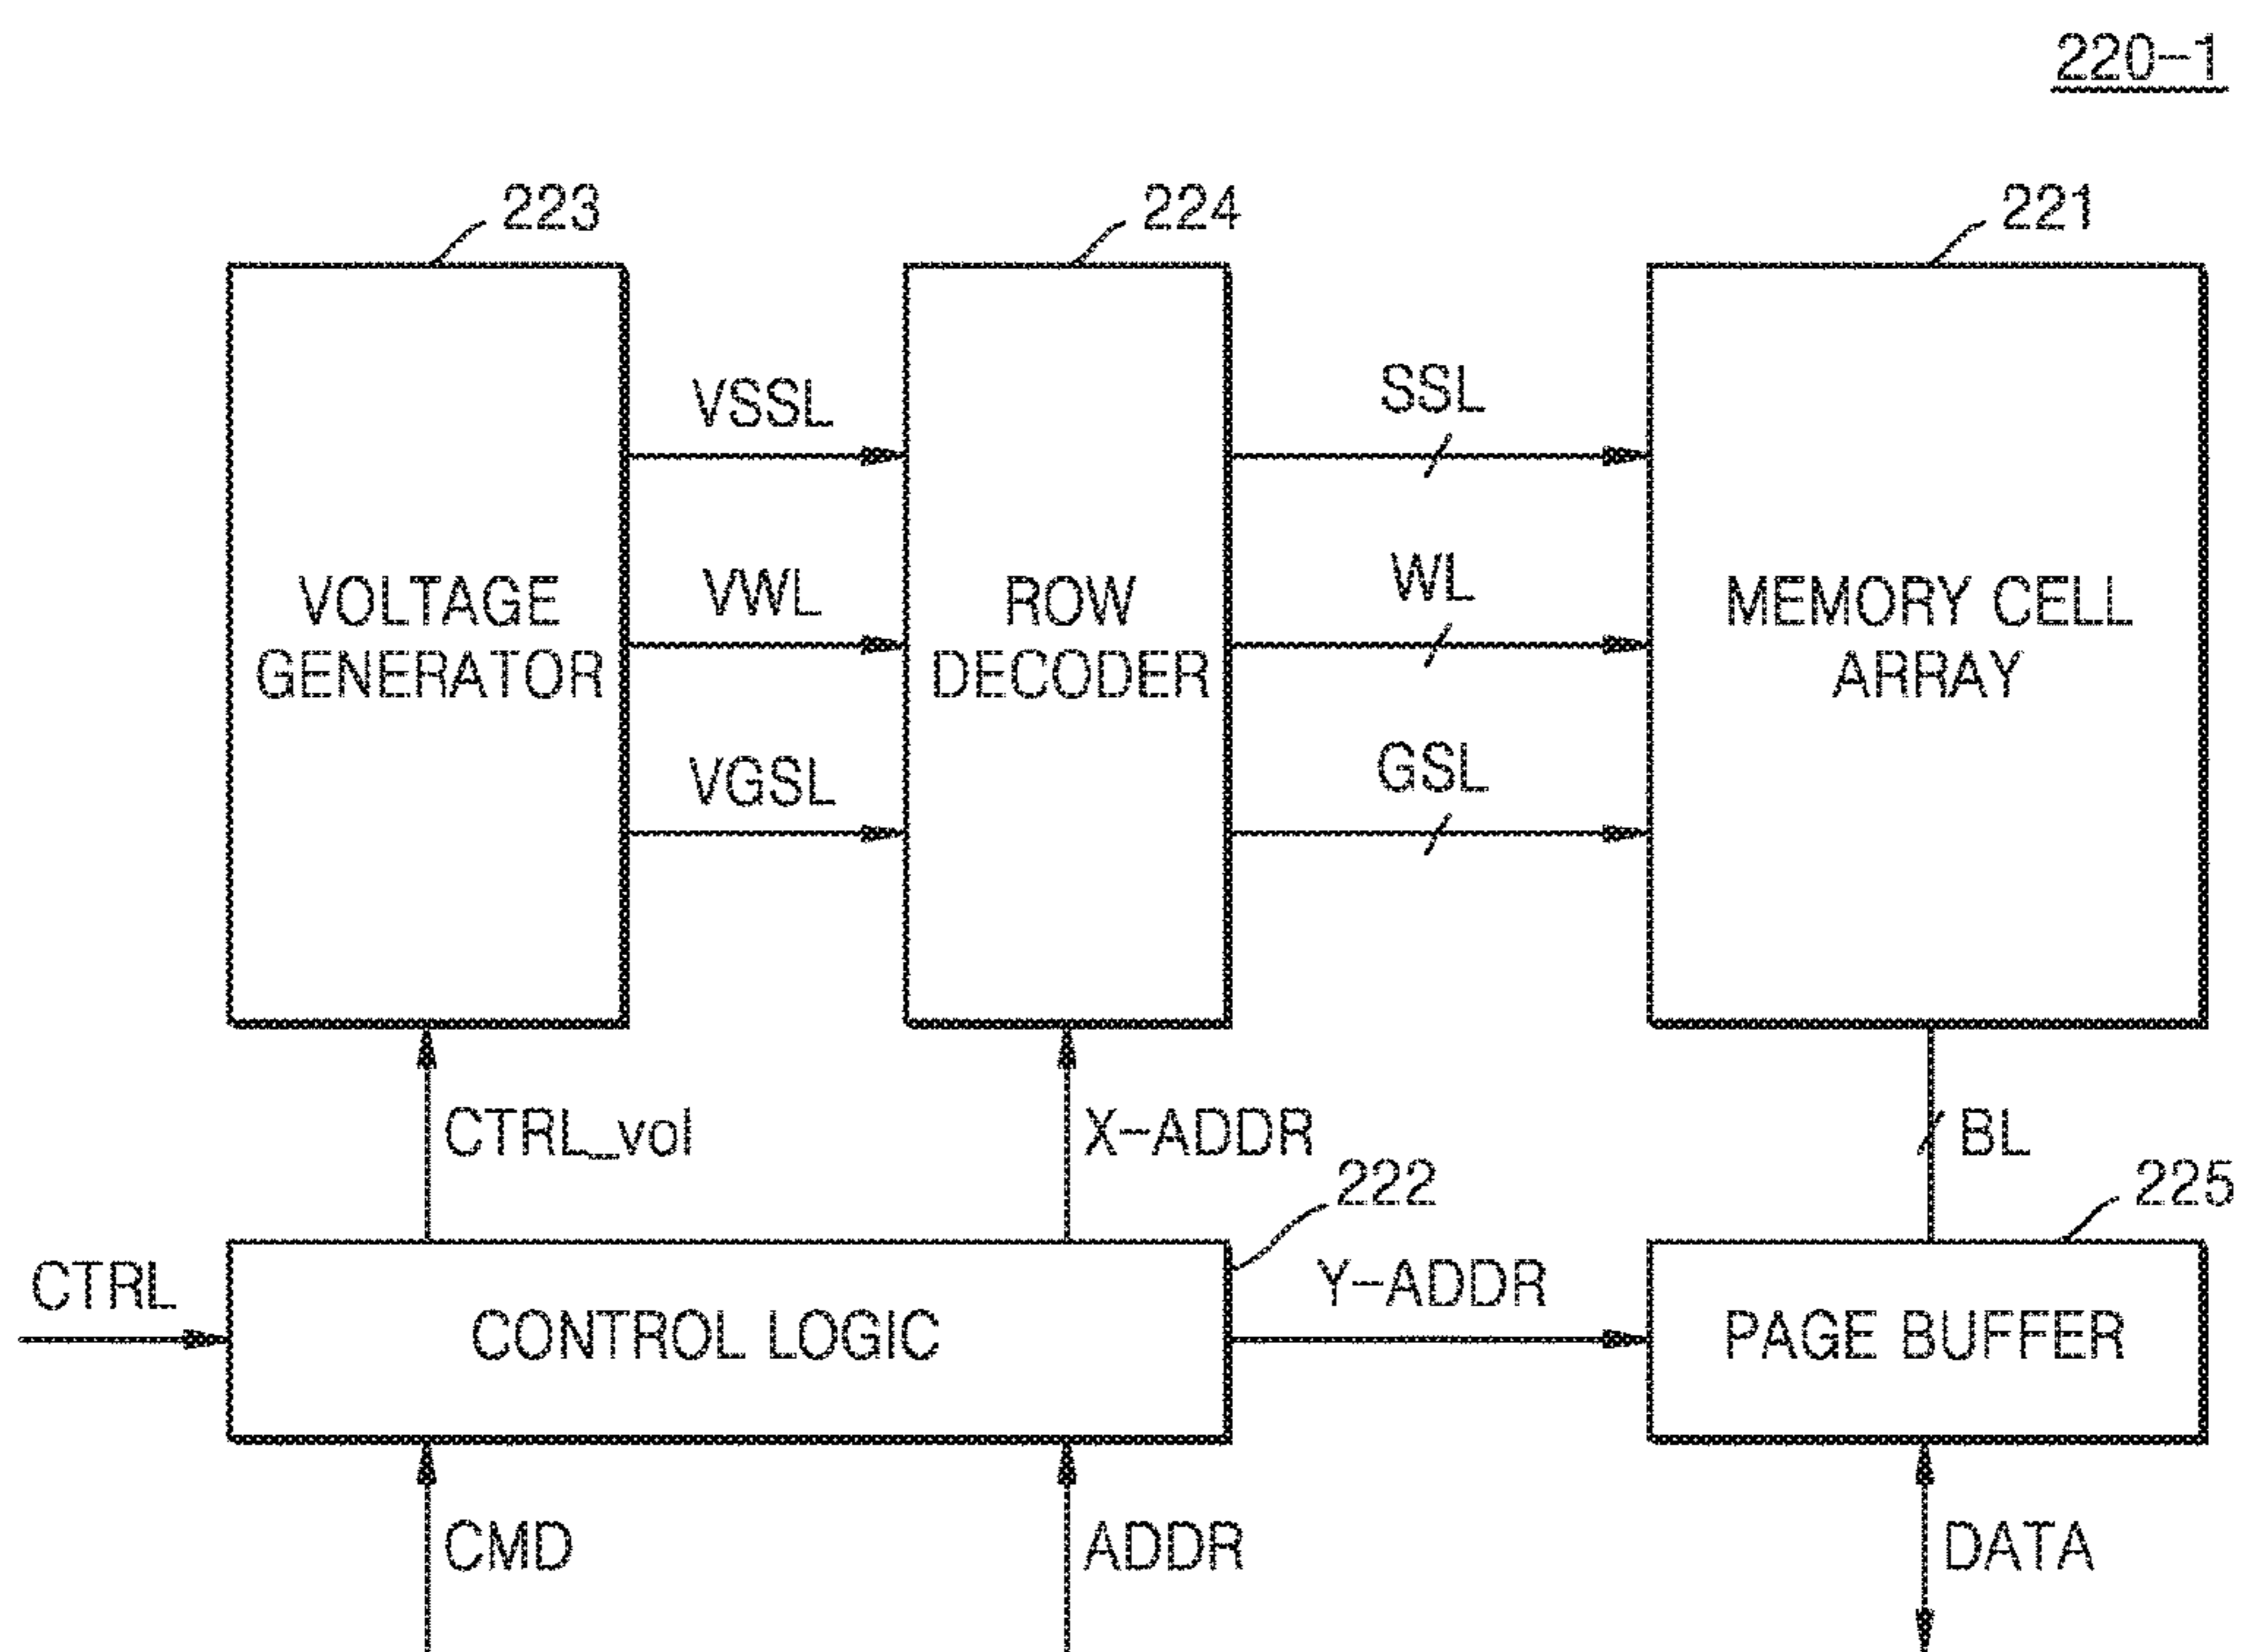 220-1
223
224
221
VSSL
SSL
VWL
WL
VOLTAGE
GENERATOR
ROW
DECODER
MEMORY CELL
ARRAY
VGSL
GSL
CTRL_vol
X-ADDR
BL
222
225
CTRL
Y-ADDR
CONTROL LOGIC
PAGE BUFFER
CMD
ADDR
DATA